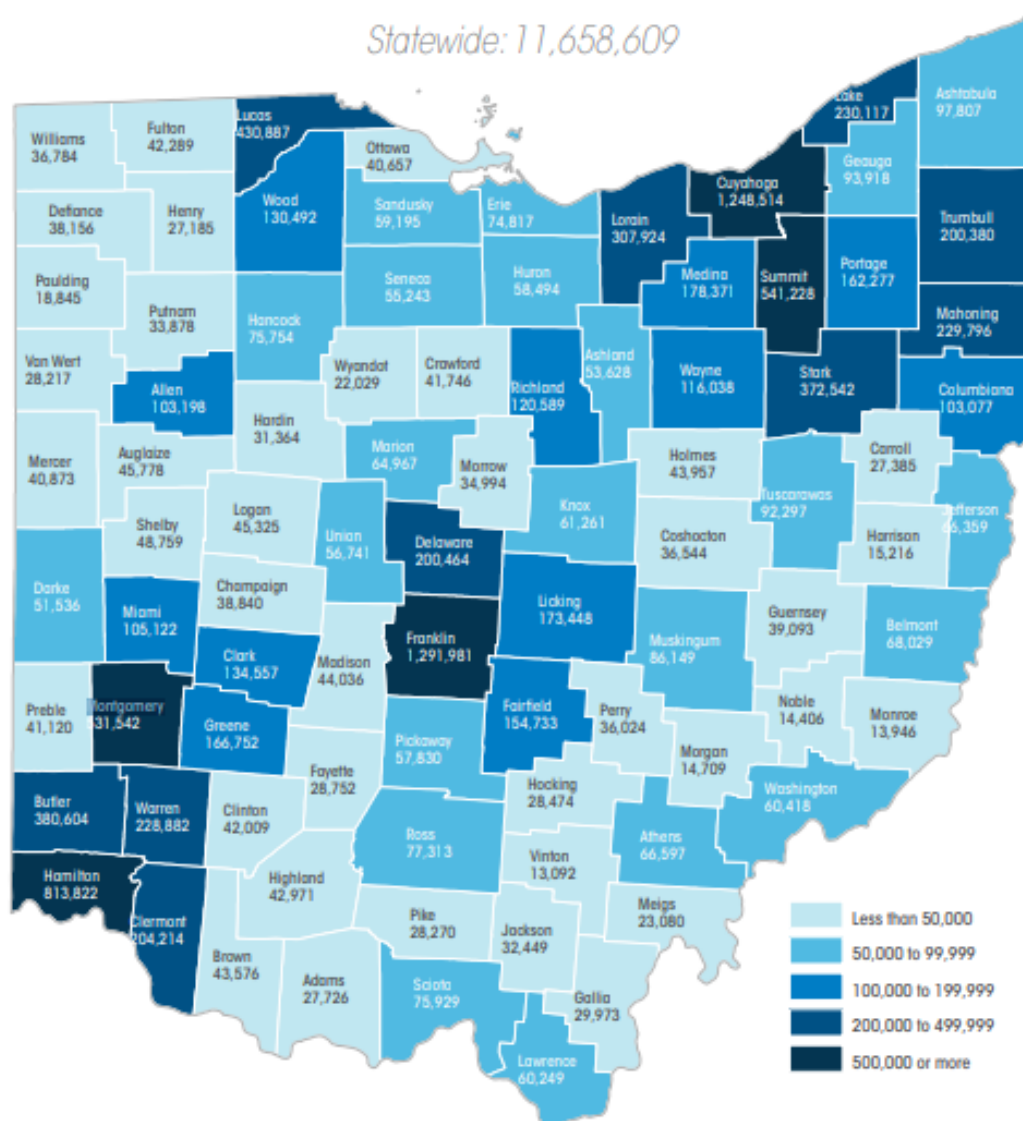 Statewide: 11,658,609
Lake
230,117
Ashtabula
97,807
Lucas
430,887
Williams
36,784
Fulton
42,289
Ottawa
40,657
Geauga
93,918
Cuyahoga
1,248,514
Defiance
38,156
Henry
27,185
Wood
130,492
Sandusky
59,195
Erie
74,817
Lorain
307,924
Trumbull
200,380
Paulding
18,845
Seneca
55,243
Huron
58,494
Medina
178,371
Summit
541,228
Portage
162,277
Putnam
33,878
Hancock
75,754
Mahoning
229,796
Van Wert
28,217
Wyandot
22,029
Crawford
41,746
Ashland
53,628
Wayne
116,038
Stark
372,542
Allen
103,198
Richland
120,589
Columbiana
103,077
Hardin
31,364
Mercer
40,873
Auglaize
45,778
Marion
64,967
Morrow
34,994
Holmes
43,957
Carroll
27,385
Logan
45,325
Knox
61,261
Tuscarawas
92,297
Jefferson
66,359
Shelby
48,759
Union
56,741
Delaware
200,464
Coshocton
36,544
Harrison
15,216
Darke
51,536
Champaign
38,840
Miami
105,122
Licking
173,448
Guernsey
39,093
Belmont
68,029
Franklin
1,291,981
Muskingum
86,149
Clark
134,557
Madison
44,036
Preble
41,120
Montgomery
531,542
Greene
166,752
Fairfield
154,733
Perry
36,024
Noble
14,406
Monroe
13,946
Pickaway
57,830
Morgan
14,709
Fayette
28,752
Hocking
28,474
Washington
60,418
Butler
380,604
Warren
228,882
Clinton
42,009
Ross
77,313
Athens
66,597
Vinton
13,092
Hamilton
813,822
Highland
42,971
Clermont
204,214
Pike
28,270
Jackson
32,449
Meigs
23,080
Brown
43,576
Adams
27,726
Scioto
75,929
Gallia
29,973
Lawrence
60,249
Less than 50,000
50,000 to 99,999
100,000 to 199,999
200,000 to 499,999
500,000 or more